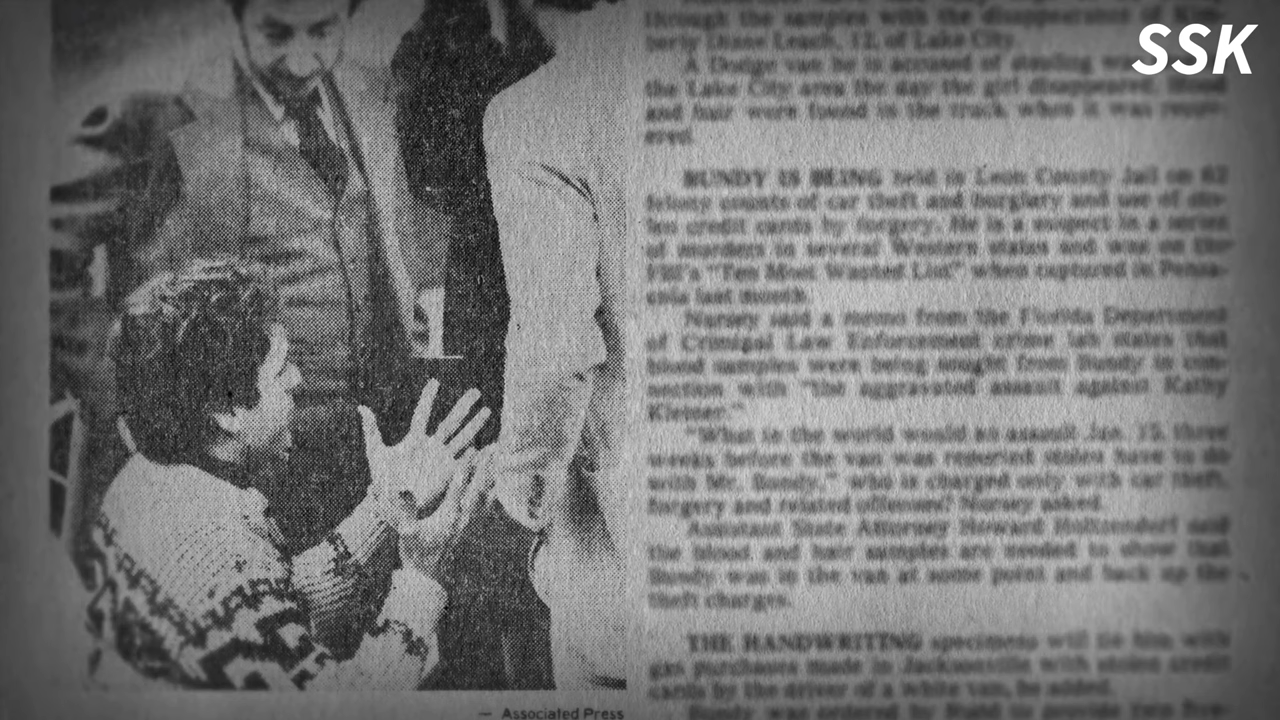 SSK
through the samples with the disappearance of Kim-
berly Diane Leach, 12, of Lake City.
A Dodge van he is accused of stealing
the Lake City area the day the girl disappeared. Blood
and hair were found in the truck when it was recov-
ered.
BUNDY IS BEING held in Leon County Jail on 62
felony counts of car theft and burglary and use of sto-
len credit cards by forgery. He is a suspect in a series
of murders in several Western states and was on the
FBI's "Ten Most Wanted List" when captured in Pensa-
cola last month.
Nursey said a memo from the Florida Department
of Criminal Law Enforcement crime lab states that
blood samples were being sought from Bundy in con-
nection with "the aggravated assault against Kathy
Kleiner."
"What in the world would an assault Jan. 15, three
weeks before the van was reported stolen have to do
with Mr. Bundy," who is charged only with car theft,
forgery and related offenses? Nursey asked.
Assistant State Attorney Howard said
the blood and hair samples are needed to show that
Bundy was in the van at some point and back up the
theft charges.
THE HANDWRITING specimens will tie him with
gas purchases made in Jacksonville with stolen credit
cards by the driver of a white van, he added.
Bundy was ordered by to provide two
— Associated Press